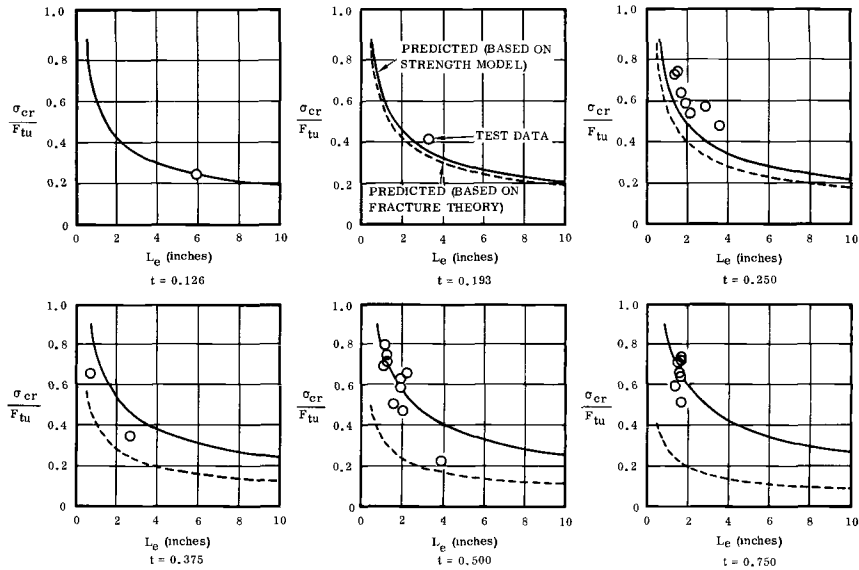 1.0 1.0 1.0
0.8 0.8 0.8
PREDICTED (BASED ON
STRENGTH MODEL)
0.6 0.6 0.6
σcr
Ftu
σcr
Ftu
σcr
Ftu
0.4 0.4 0.4
TEST DATA
0.2 0.2 0.2
PREDICTED (BASED ON
FRACTURE THEORY)
0 0 0
0 2 4 6 8 10 0 2 4 6 8 10 0 2 4 6 8 10
Le (inches) Le (inches) Le (inches)
t = 0.126 t = 0.193 t = 0.250
1.0 1.0 1.0
0.8 0.8 0.8
0.6 0.6 0.6
σcr
Ftu
σcr
Ftu
σcr
Ftu
0.4 0.4 0.4
0.2 0.2 0.2
0 0 0
0 2 4 6 8 10 0 2 4 6 8 10 0 2 4 6 8 10
Le (inches) Le (inches) Le (inches)
t = 0.375 t = 0.500 t = 0.750